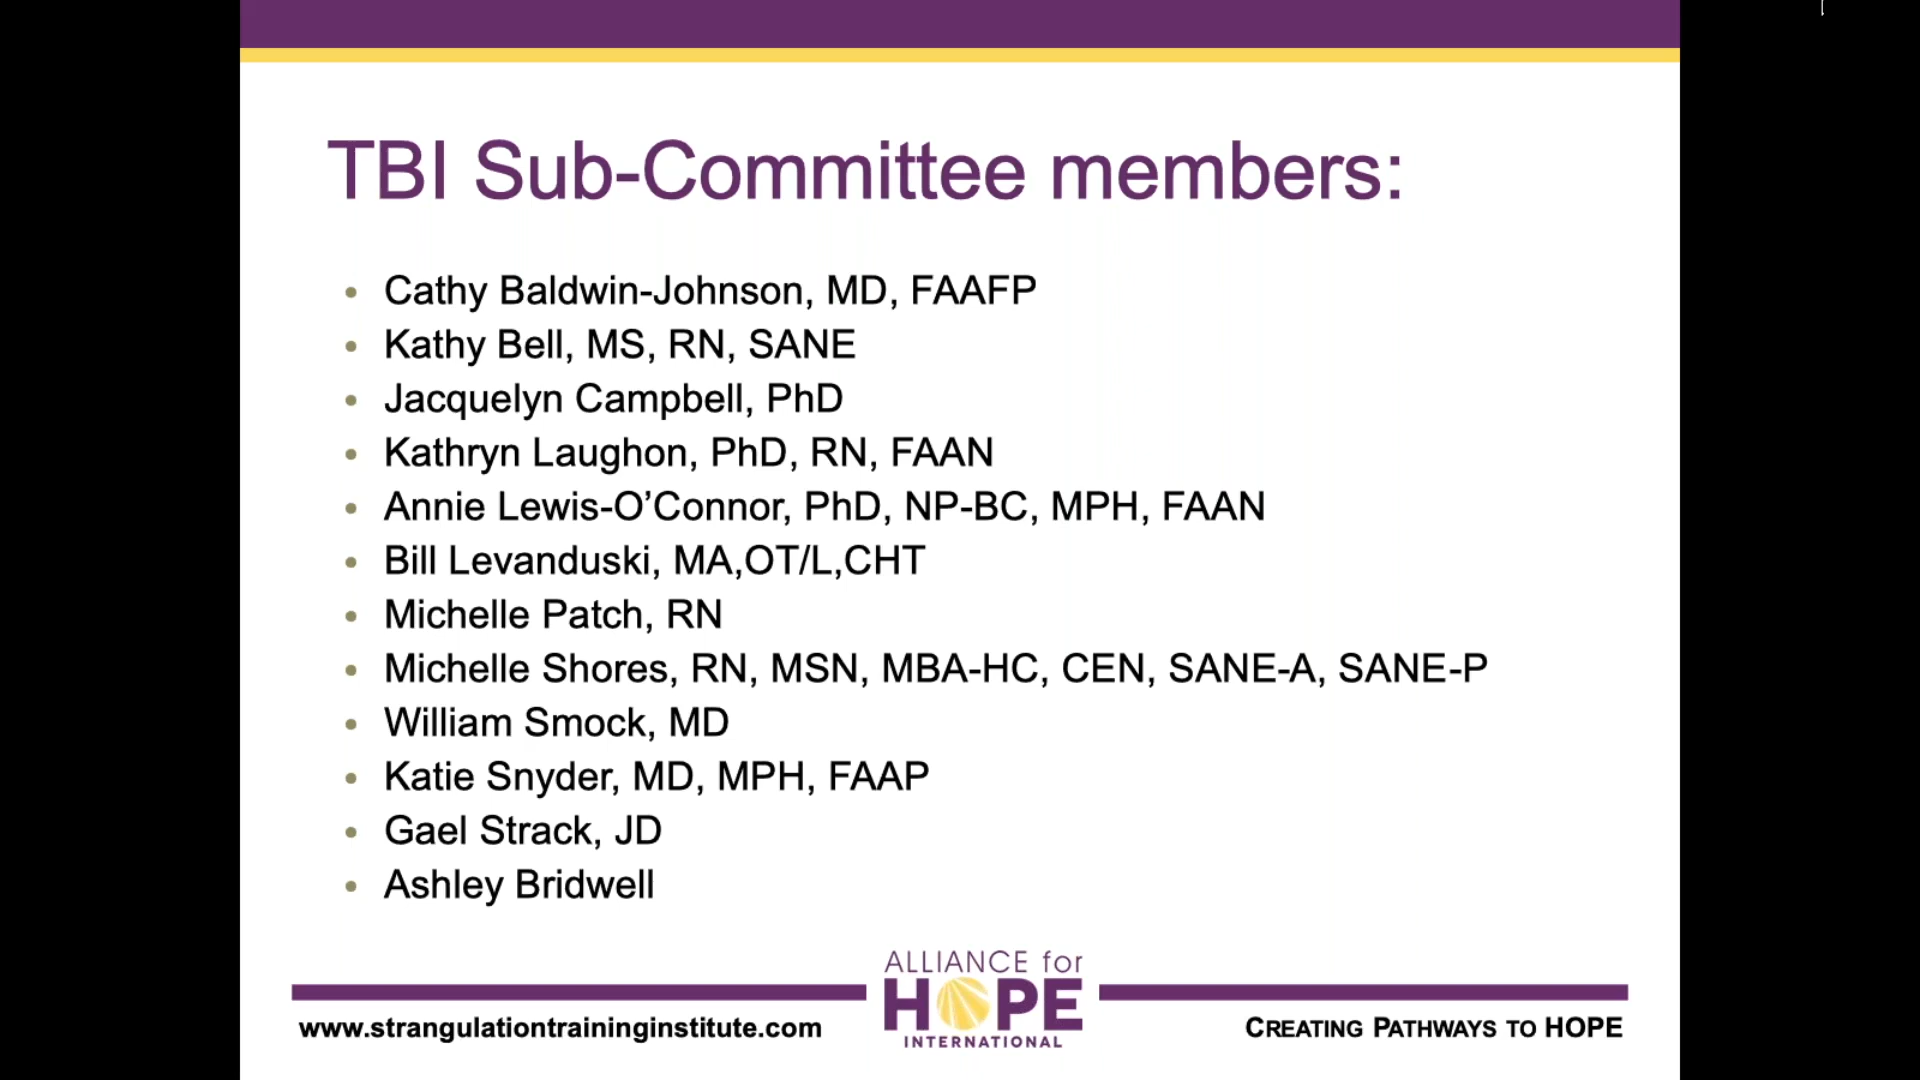 TBI Sub-Committee members:
• Cathy Baldwin-Johnson, MD, FAAFP
• Kathy Bell, MS, RN, SANE
• Jacquelyn Campbell, PhD
• Kathryn Laughon, PhD, RN, FAAN
• Annie Lewis-O’Connor, PhD, NP-BC, MPH, FAAN
• Bill Levanduski, MA,OT/L,CHT
• Michelle Patch, RN
• Michelle Shores, RN, MSN, MBA-HC, CEN, SANE-A, SANE-P
• William Smock, MD
• Katie Snyder, MD, MPH, FAAP
• Gael Strack, JD
• Ashley Bridwell
www.strangulationtraininginstitute.com
ALLIANCE for
HOPE
INTERNATIONAL
CREATING PATHWAYS TO HOPE